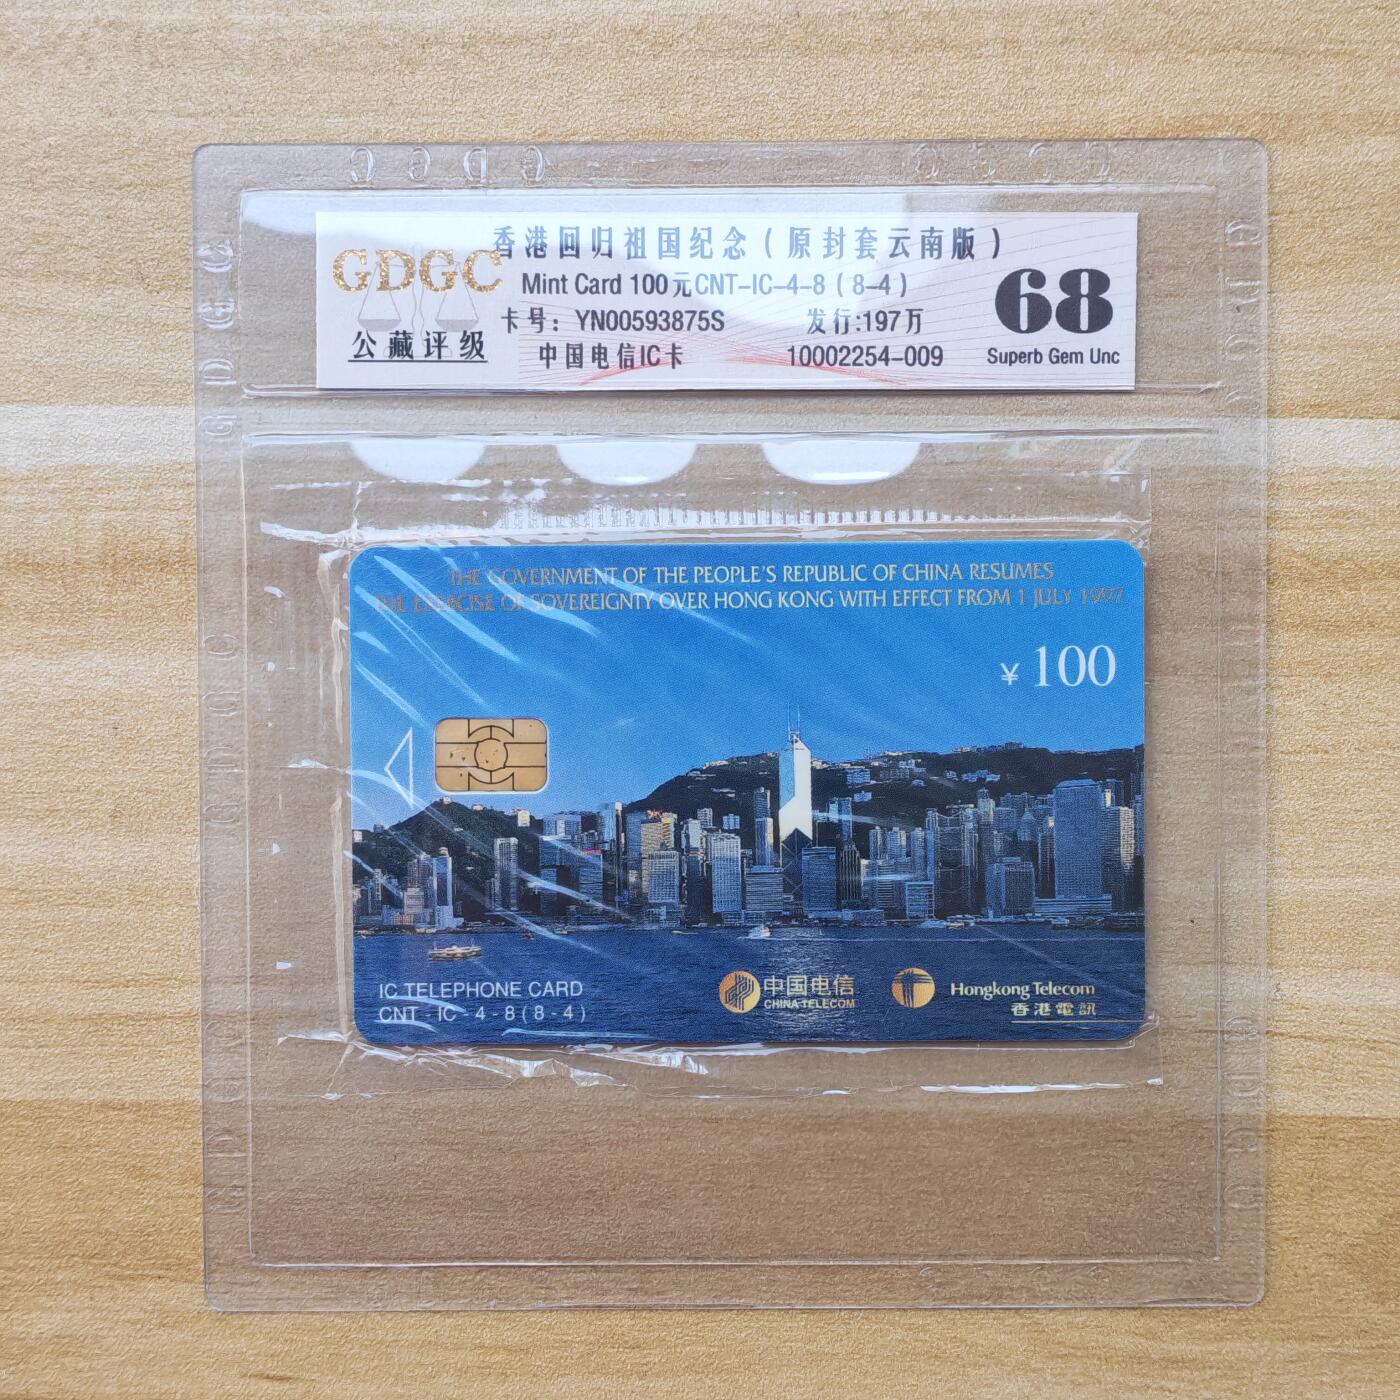 香港回归祖国纪念(原封套云南版)
GDGC
公藏评级
Mint Card 100元CNT-IC-4-8(8-4)
卡号：YN00593875S 发行:197万
中国电信IC卡 10002254-009
68
Superb Gem Unc
THE GOVERNMENT OF THE PEOPLE'S REPUBLIC OF CHINA RESUMES
THE EXERCISE OF SOVEREIGNTY OVER HONG KONG WITH EFFECT FROM 1 JULY 1997
¥100
IC TELEPHONE CARD
CNT-IC-4-8(8-4)
中国电信
CHINA TELECOM
Hongkong Telecom
香港電訊